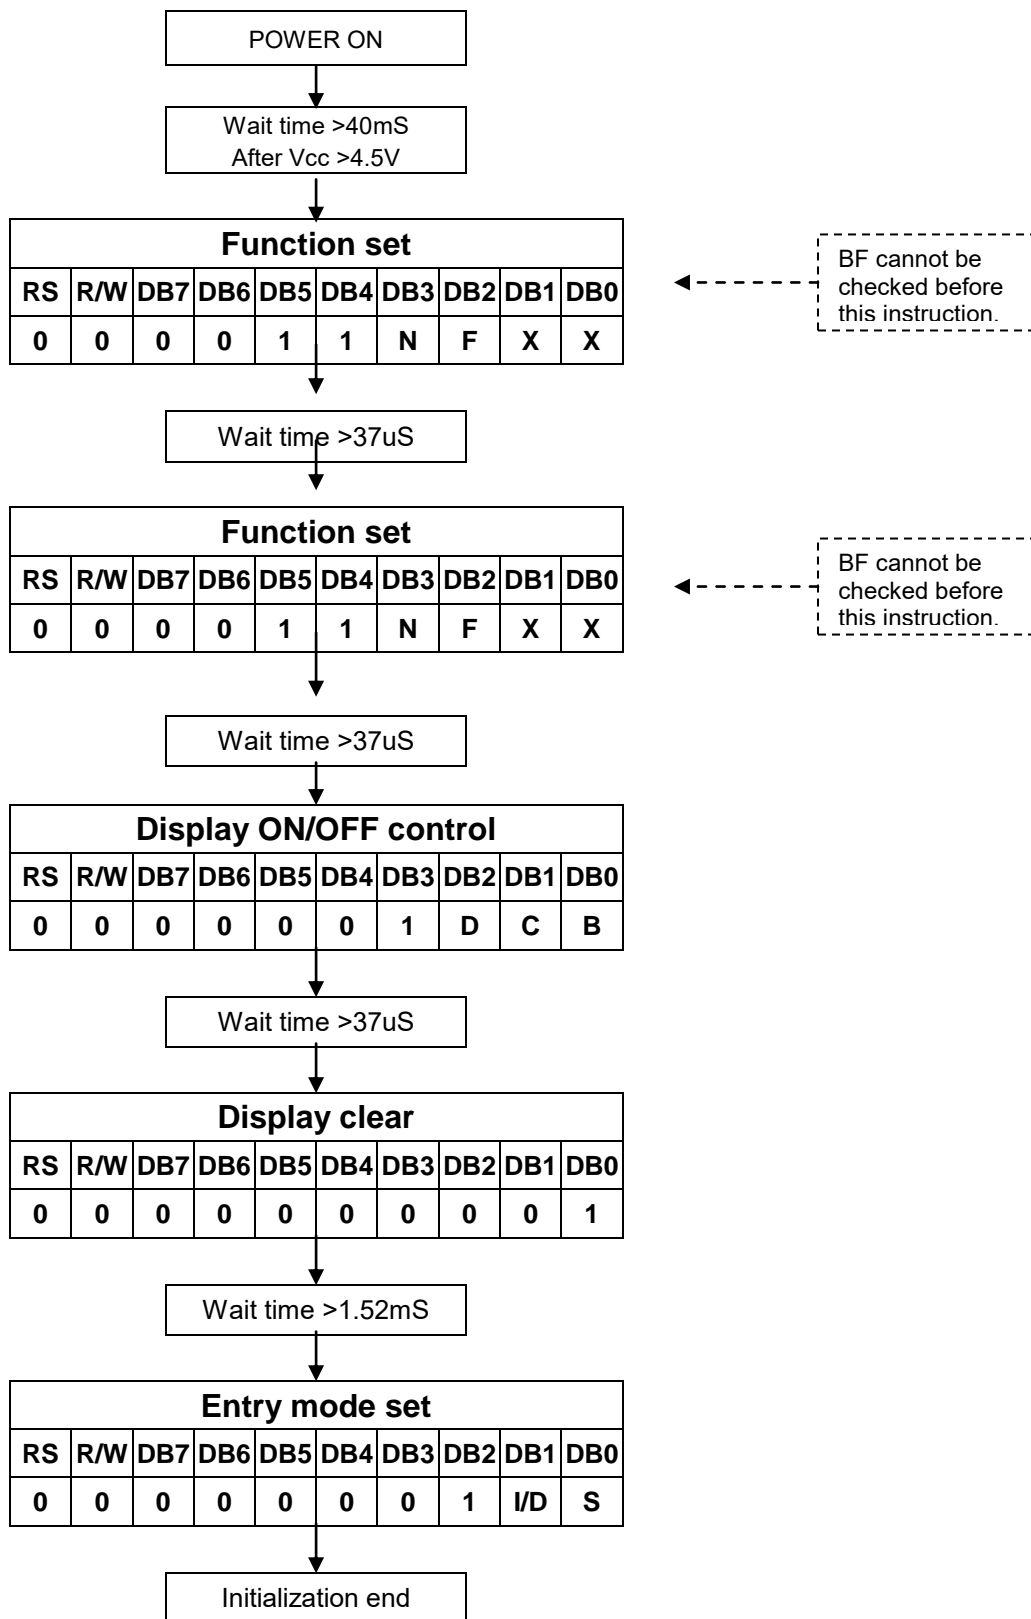 POWER ON
Wait time >40mS
After Vcc >4.5V
Function set
RS R/W DB7 DB6 DB5 DB4 DB3 DB2 DB1 DB0
0 0 0 0 1 1 N F X X
BF cannot be
checked before
this instruction.
Wait time >37uS
Function set
RS R/W DB7 DB6 DB5 DB4 DB3 DB2 DB1 DB0
0 0 0 0 1 1 N F X X
BF cannot be
checked before
this instruction.
Wait time >37uS
Display ON/OFF control
RS R/W DB7 DB6 DB5 DB4 DB3 DB2 DB1 DB0
0 0 0 0 0 0 1 D C B
Wait time >37uS
Display clear
RS R/W DB7 DB6 DB5 DB4 DB3 DB2 DB1 DB0
0 0 0 0 0 0 0 0 0 1
Wait time >1.52mS
Entry mode set
RS R/W DB7 DB6 DB5 DB4 DB3 DB2 DB1 DB0
0 0 0 0 0 0 0 1 I/D S
Initialization end